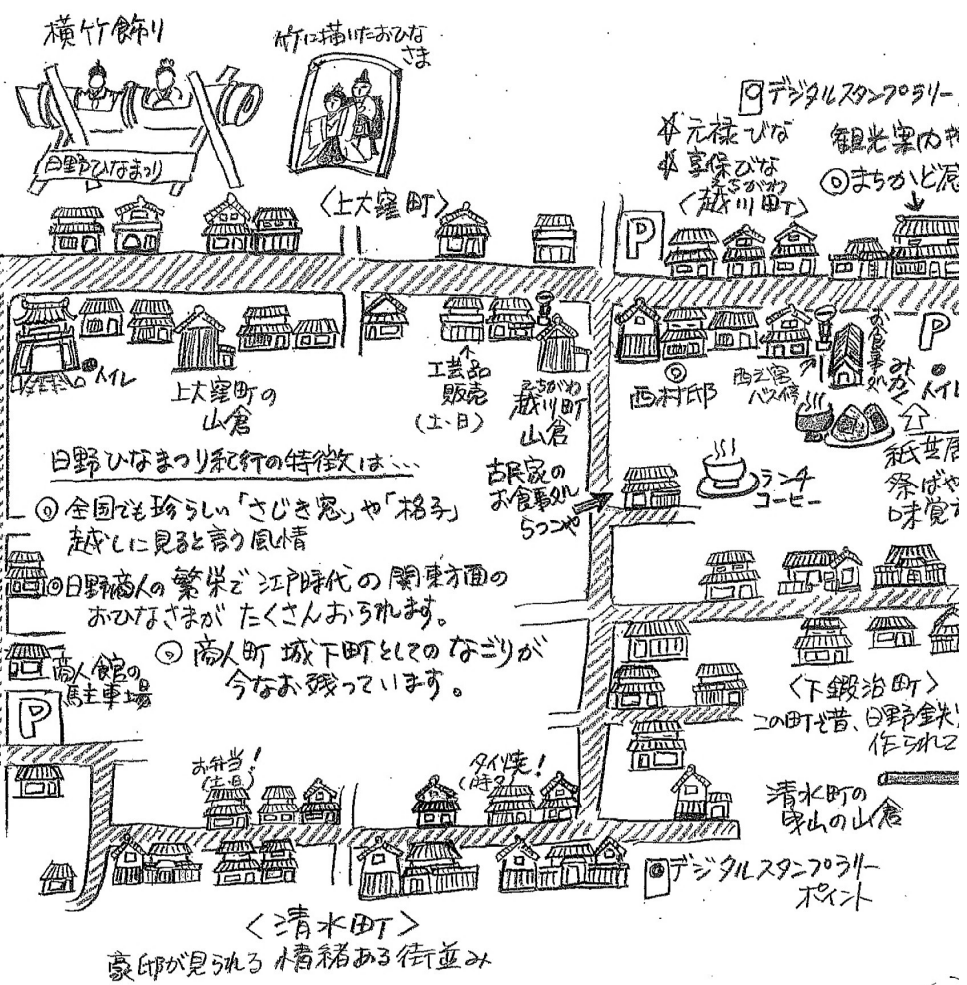 横竹飾り
竹に描いたおひな
さま
日野ひなまつり
デジタルスタンプラリー
☆元禄びな
☆享保びな
観光案内
◎まちかど感
〈上大窪町〉
えちがわ
〈越川町〉
P
トイレ
上大窪町の
山倉
工芸品
販売
(土・日)
えちがわ
越川町
山倉
◎
西村邸
西之宮
バス停
お食事処
P
トイレ
紙芝居
祭ばや
味覚
日野ひなまつり紀行の特徴は…
◎全国でも珍らしい「さじき窓」や「格子」
越しに見ると言う風情
◎日野商人の繁栄で江戸時代の関東方面の
おひなさまがたくさんおられます。
◎商人町 城下町としてのなごりが
今なお残っています。
古民家の
お食事処
らっこや
ランチ
コーヒー
商人館の
駐車場
P
〈下鍛冶町〉
この町で昔、日野鉄
作られて
お弁当!
(土・日)
タイ焼!
(時々)
清水町の
曳山の山倉
◎デジタルスタンプラリー
ポイント
〈清水町〉
豪邸が見られる 情緒ある街並み